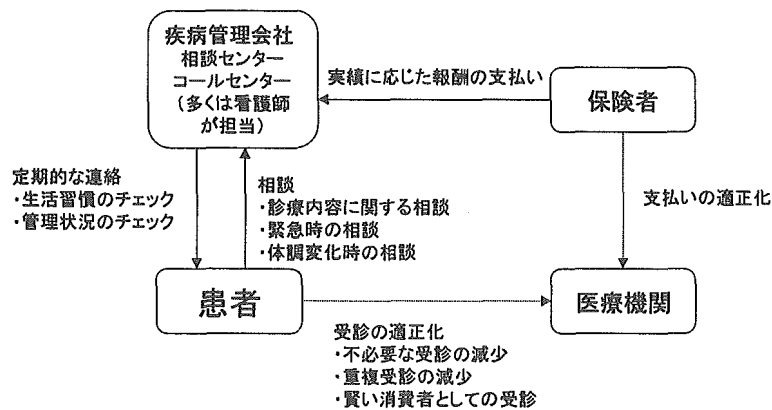 疾病管理会社
相談センター
コールセンター
(多くは看護師
が担当)
実績に応じた報酬の支払い
保険者
定期的な連絡
・生活習慣のチェック
・管理状況のチェック
相談
・診療内容に関する相談
・緊急時の相談
・体調変化時の相談
支払いの適正化
患者
医療機関
受診の適正化
・不必要な受診の減少
・重複受診の減少
・賢い消費者としての受診